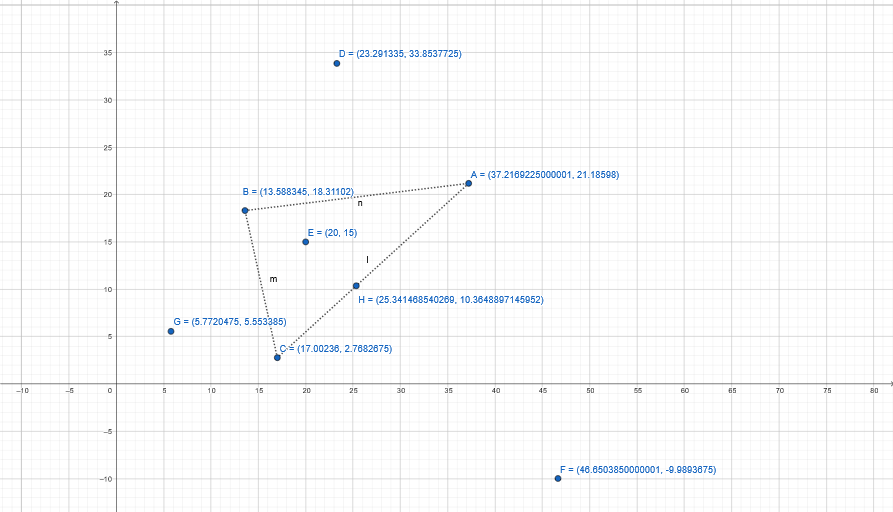 35
D = (23.291335, 33.8537725)
30
25
A = (37.2169225000001, 21.18598)
20
B = (13.588345, 18.31102)
n
15
E = (20, 15)
l
10
m
H = (25.341468540269, 10.3648897145952)
5
G = (5.7720475, 5.553385)
C = (17.00236, 2.7682675)
–10 –5 0 5 10 15 20 25 30 35 40 45 50 55 60 65 70 75 80
–5
F = (46.6503850000001, -9.9893675)
–10